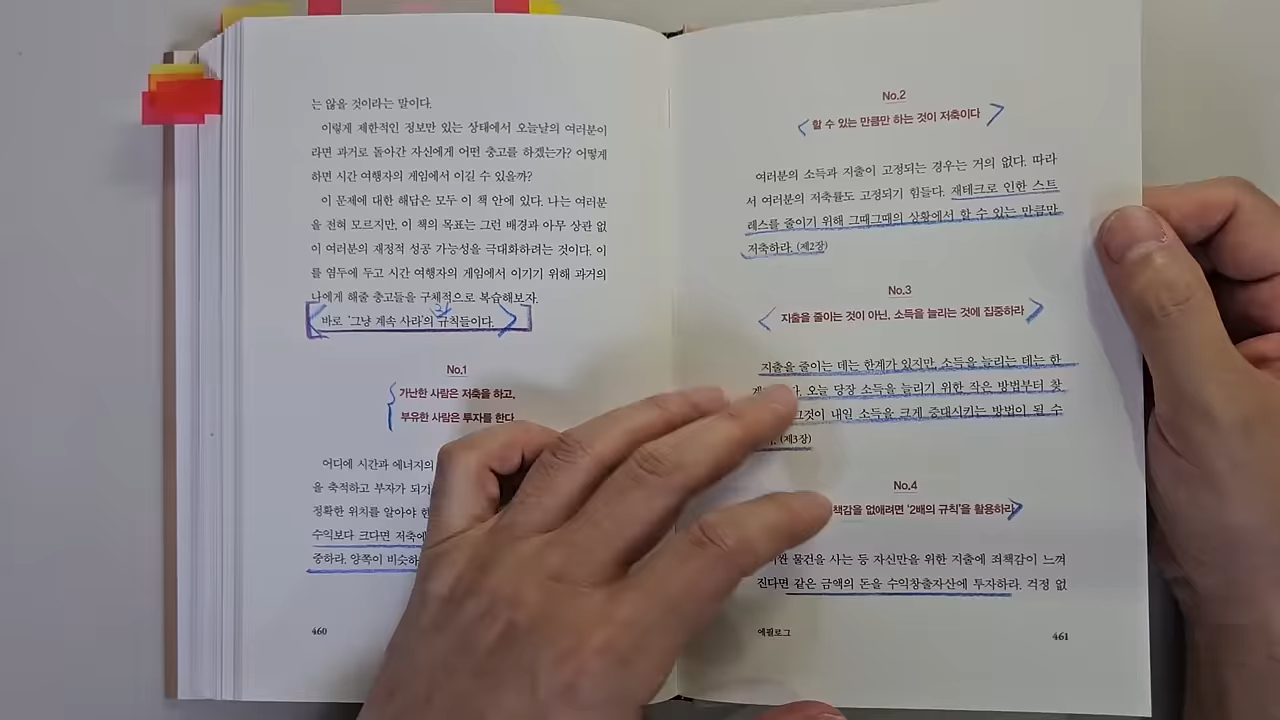 는 않을 것이라는 말이다.
이렇게 제한적인 정보만 있는 상태에서 오늘날의 여러분이
라면 과거로 돌아간 자신에게 어떤 충고를 하겠는가? 어떻게
하면 시간 여행자의 게임에서 이길 수 있을까?
이 문제에 대한 해답은 모두 이 책 안에 있다. 나는 여러분
을 전혀 모르지만, 이 책의 목표는 그런 배경과 아무 상관 없
이 여러분의 재정적 성공 가능성을 극대화하려는 것이다. 이
를 염두에 두고 시간 여행자의 게임에서 이기기 위해 과거의
나에게 해줄 충고들을 구체적으로 복습해보자.
바로 '그냥 계속 사라'의 규칙들이다.
No.1
가난한 사람은 저축을 하고,
부유한 사람은 투자를 한다
어디에 시간과 에너지의
을 축적하고 부자가 되기
정확한 위치를 알아야 한
수익보다 크다면 저축에
중하라. 양쪽이 비슷하
460
No.2
할 수 있는 만큼만 하는 것이 저축이다
여러분의 소득과 지출이 고정되는 경우는 거의 없다. 따라
서 여러분의 저축률도 고정되기 힘들다. 재테크로 인한 스트
레스를 줄이기 위해 그때그때의 상황에서 할 수 있는 만큼만
저축하라. (제2장)
No.3
지출을 줄이는 것이 아닌, 소득을 늘리는 것에 집중하라
지출을 줄이는 데는 한계가 있지만, 소득을 늘리는 데는 한
오늘 당장 소득을 늘리기 위한 작은 방법부터 찾
그것이 내일 소득을 크게 증대시키는 방법이 될 수
(제3장)
No.4
책감을 없애려면 '2배의 규칙'을 활용하라
물건을 사는 등 자신만을 위한 지출에 죄책감이 느껴
진다면 같은 금액의 돈을 수익창출자산에 투자하라. 걱정 없
에필로그
461